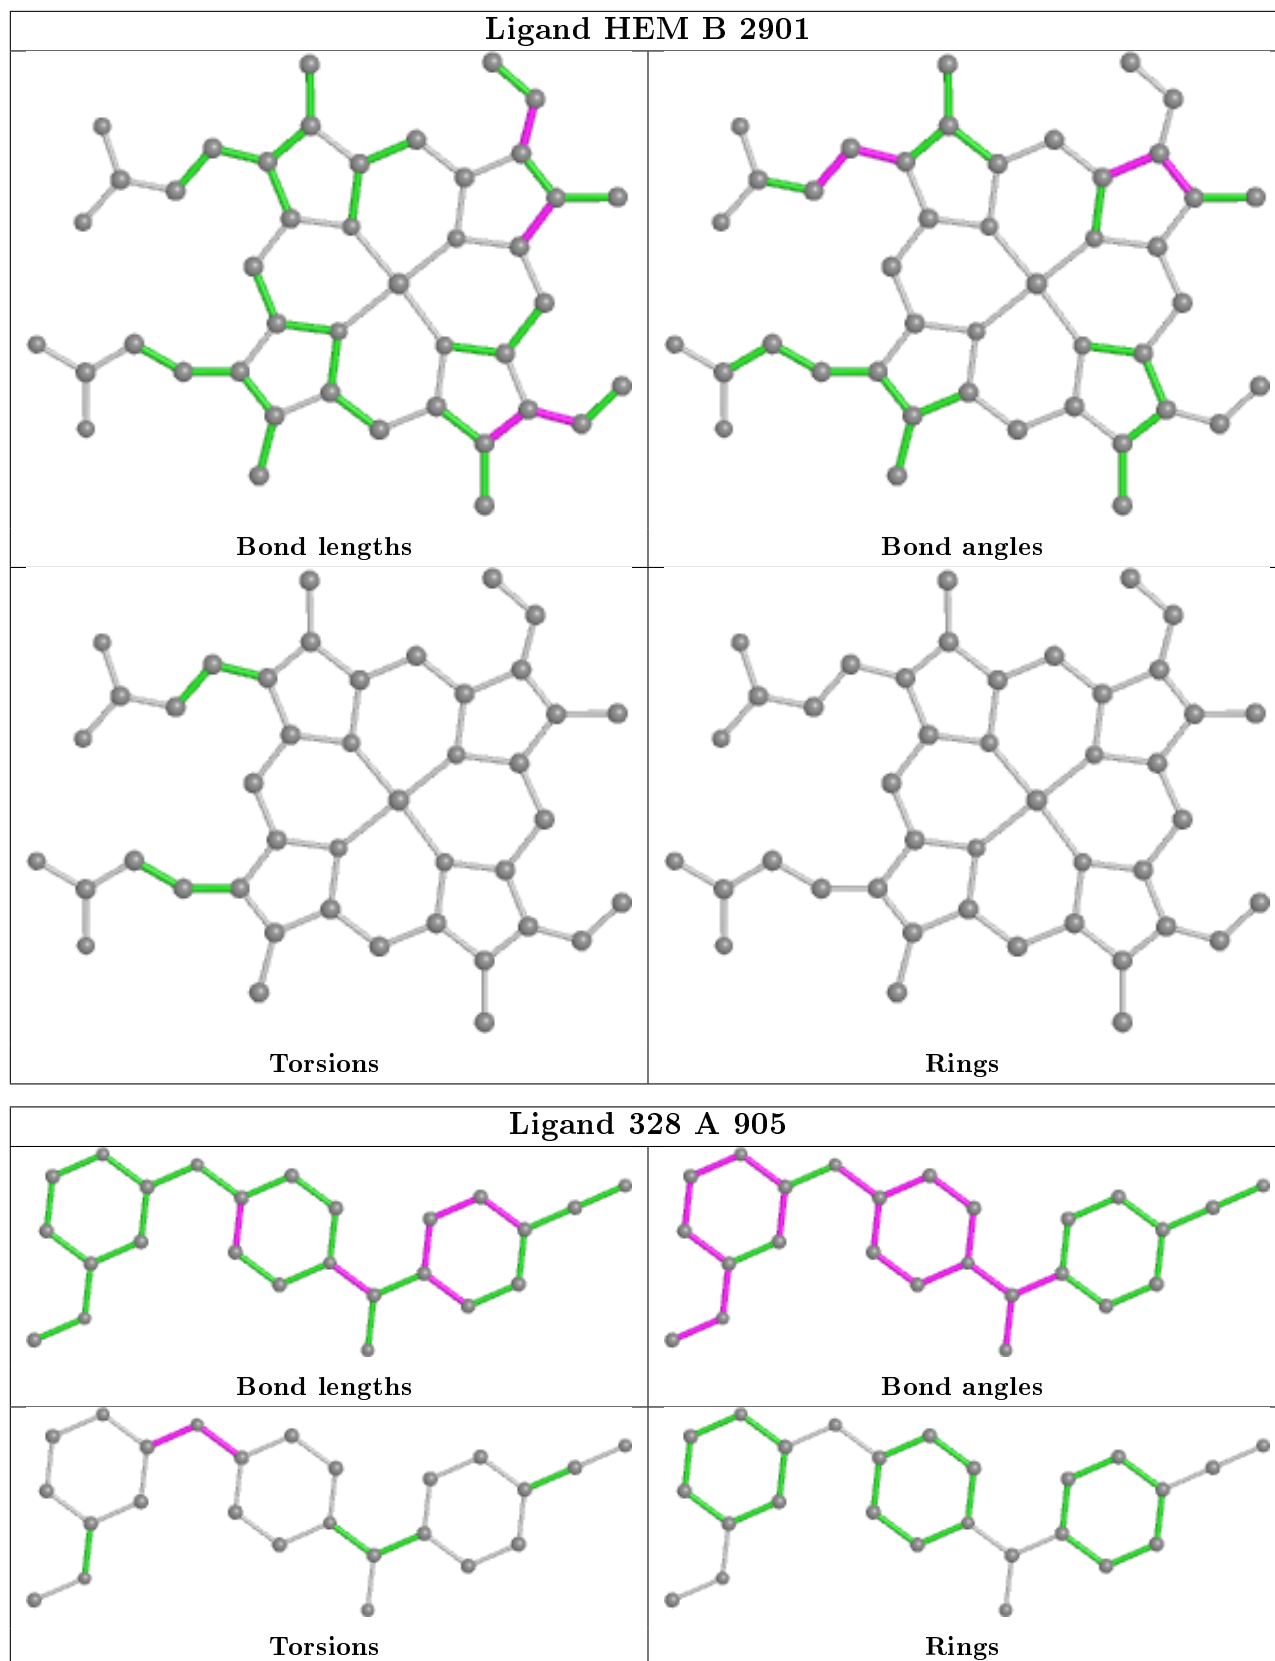 Ligand HEM B 2901
Bond lengths
Bond angles
Torsions
Rings
Ligand 328 A 905
Bond lengths
Bond angles
Torsions
Rings